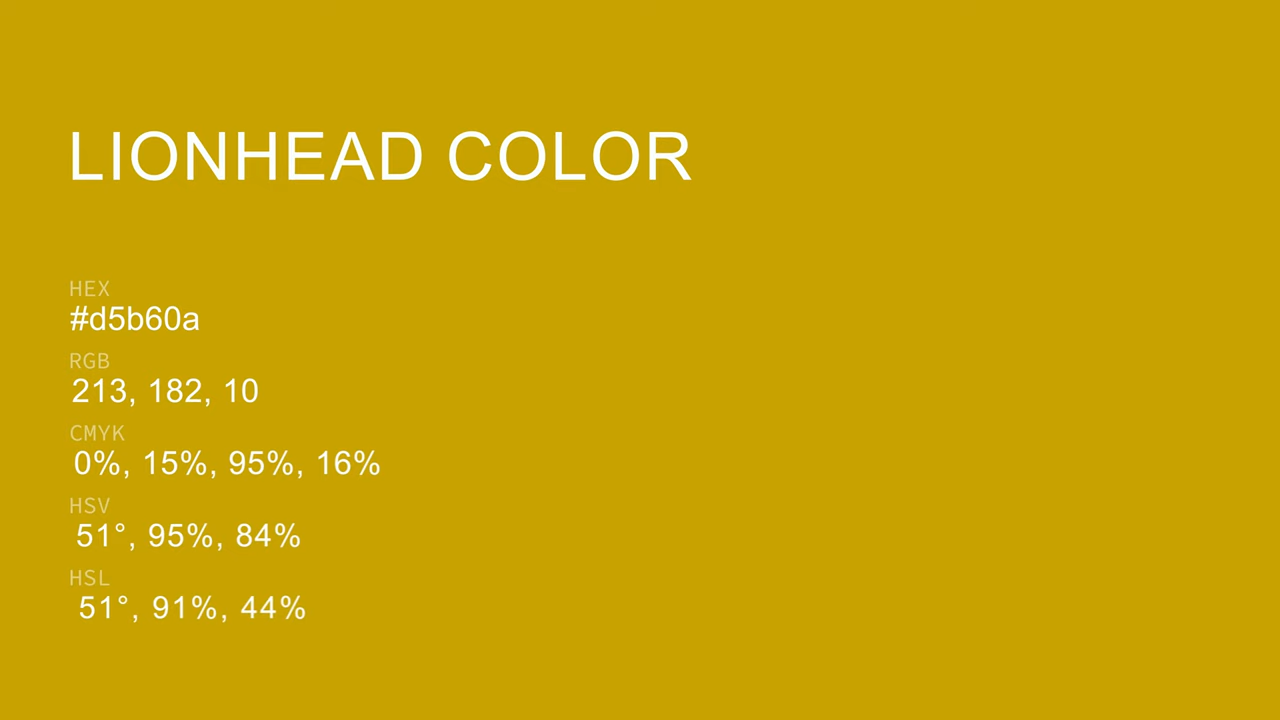 LIONHEAD COLOR
HEX
#d5b60a
RGB
213, 182, 10
CMYK
0%, 15%, 95%, 16%
HSV
51°, 95%, 84%
HSL
51°, 91%, 44%